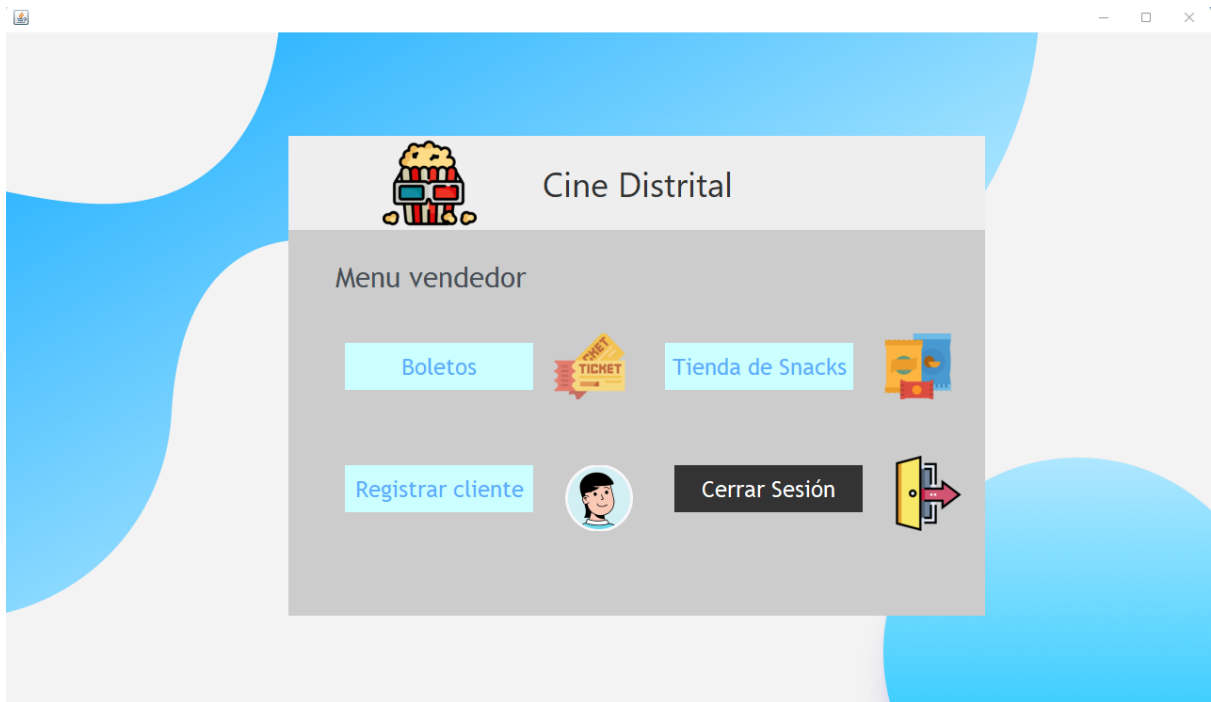 Cine Distrital
Menu vendedor
Boletos
TICKET
Tienda de Snacks
Registrar cliente
Cerrar Sesión